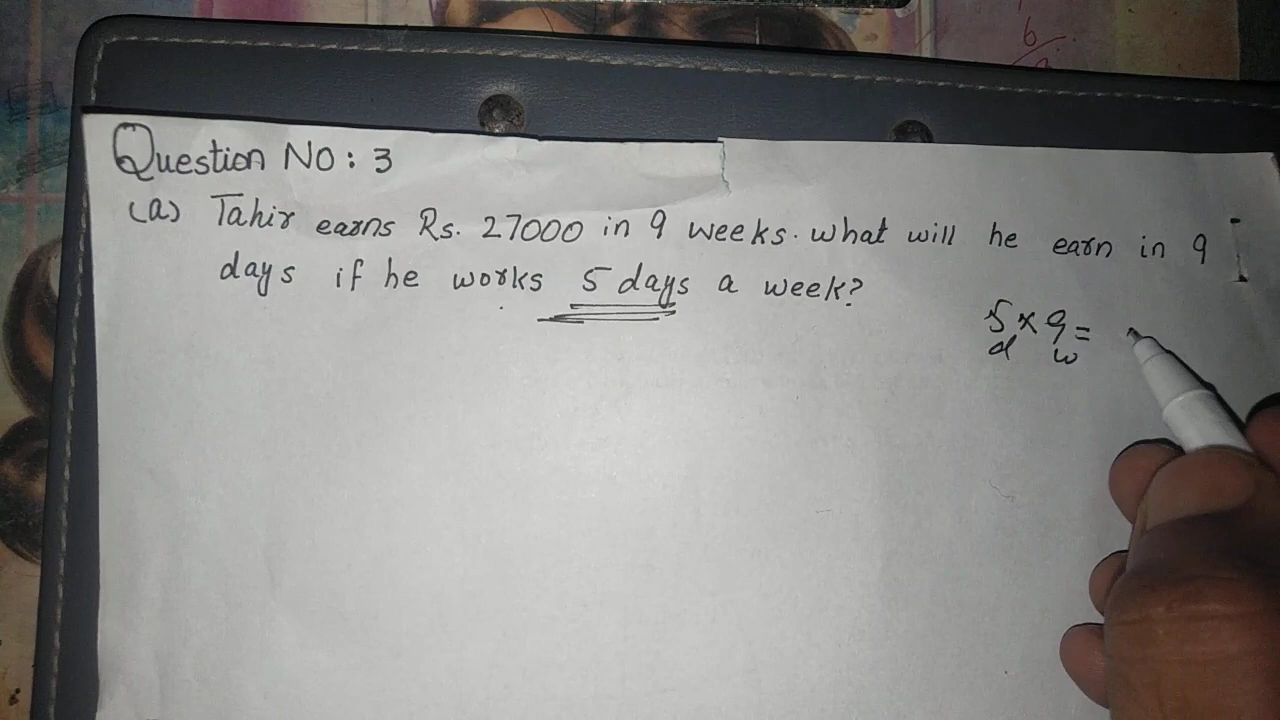 6
Question No: 3
(a) Tahir earns Rs. 27000 in 9 weeks. what will he earn in 9
days if he works 5 days a week?
5 x 9 =
d w